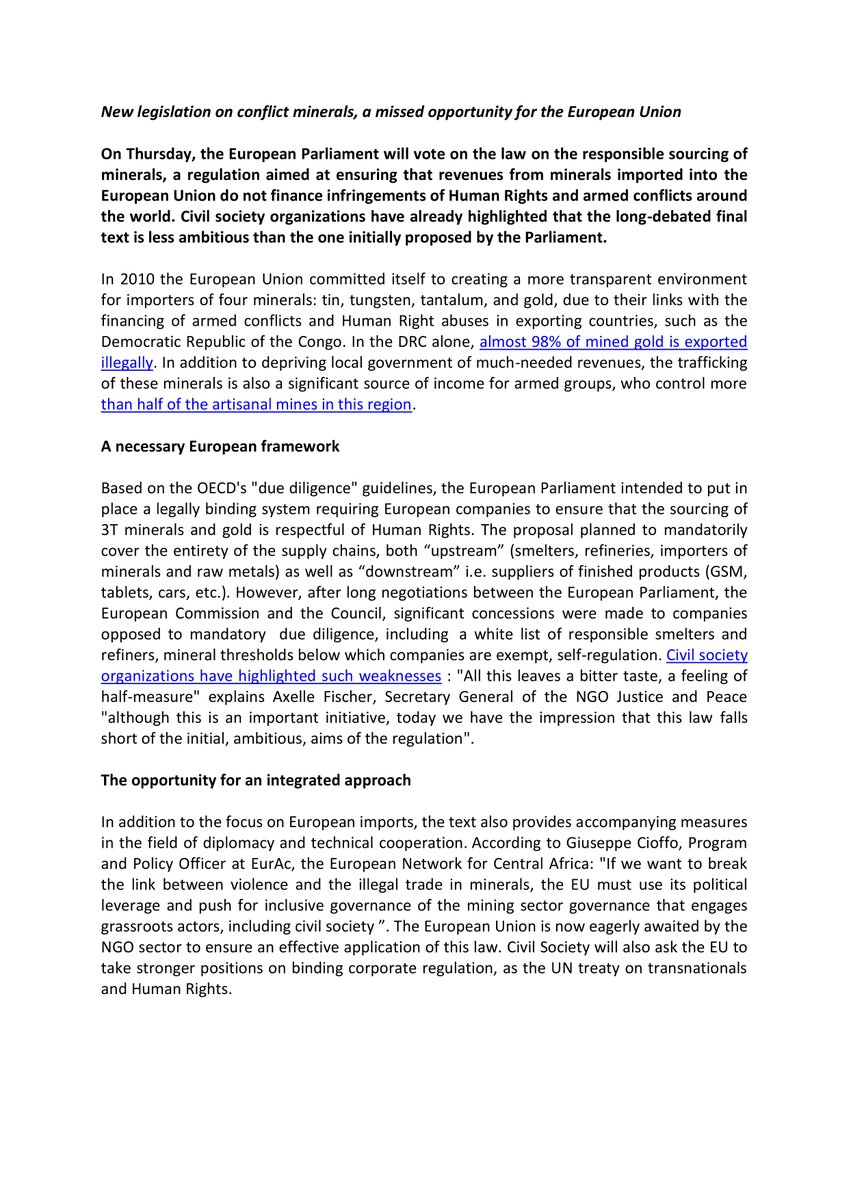 New legislation on conflict minerals, a missed opportunity for the European Union
On Thursday, the European Parliament will vote on the law on the responsible sourcing of
minerals, a regulation aimed at ensuring that revenues from minerals imported into the
European Union do not finance infringements of Human Rights and armed conflicts around
the world. Civil society organizations have already highlighted that the long-debated final
text is less ambitious than the one initially proposed by the Parliament.
In 2010 the European Union committed itself to creating a more transparent environment
for importers of four minerals: tin, tungsten, tantalum, and gold, due to their links with the
financing of armed conflicts and Human Right abuses in exporting countries, such as the
Democratic Republic of the Congo. In the DRC alone, almost 98% of mined gold is exported
illegally. In addition to depriving local government of much-needed revenues, the trafficking
of these minerals is also a significant source of income for armed groups, who control more
than half of the artisanal mines in this region.
A necessary European framework
Based on the OECD's "due diligence" guidelines, the European Parliament intended to put in
place a legally binding system requiring European companies to ensure that the sourcing of
3T minerals and gold is respectful of Human Rights. The proposal planned to mandatorily
cover the entirety of the supply chains, both “upstream” (smelters, refineries, importers of
minerals and raw metals) as well as “downstream” i.e. suppliers of finished products (GSM,
tablets, cars, etc.). However, after long negotiations between the European Parliament, the
European Commission and the Council, significant concessions were made to companies
opposed to mandatory due diligence, including a white list of responsible smelters and
refiners, mineral thresholds below which companies are exempt, self-regulation. Civil society
organizations have highlighted such weaknesses : "All this leaves a bitter taste, a feeling of
half-measure" explains Axelle Fischer, Secretary General of the NGO Justice and Peace
"although this is an important initiative, today we have the impression that this law falls
short of the initial, ambitious, aims of the regulation".
The opportunity for an integrated approach
In addition to the focus on European imports, the text also provides accompanying measures
in the field of diplomacy and technical cooperation. According to Giuseppe Cioffo, Program
and Policy Officer at EurAc, the European Network for Central Africa: "If we want to break
the link between violence and the illegal trade in minerals, the EU must use its political
leverage and push for inclusive governance of the mining sector governance that engages
grassroots actors, including civil society ”. The European Union is now eagerly awaited by the
NGO sector to ensure an effective application of this law. Civil Society will also ask the EU to
take stronger positions on binding corporate regulation, as the UN treaty on transnationals
and Human Rights.